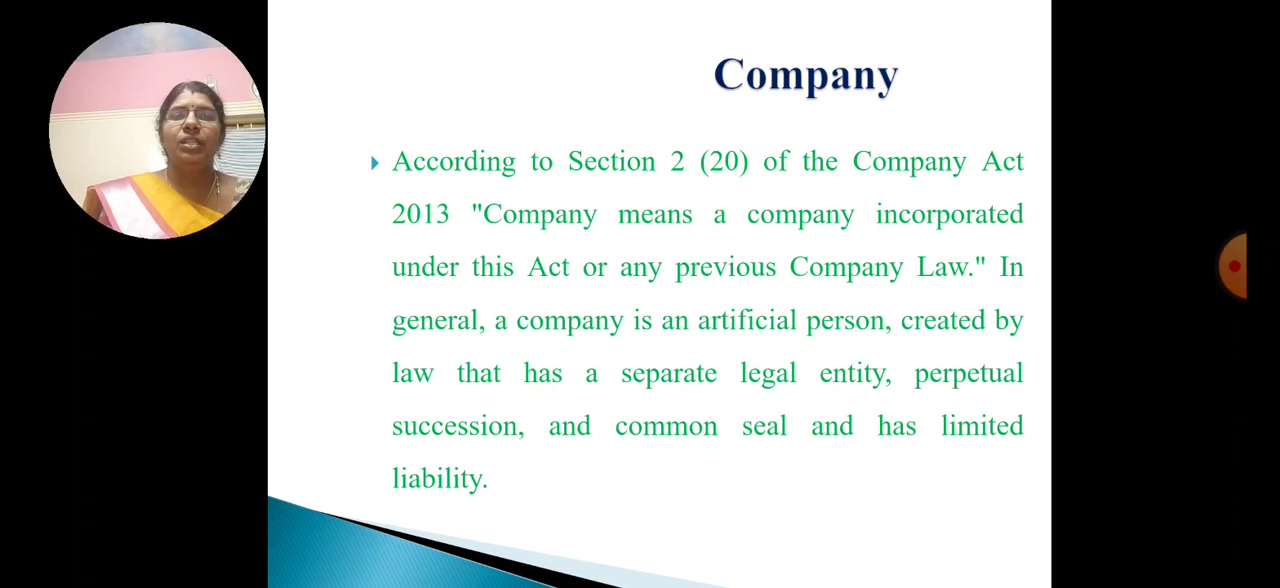 Company
According to Section 2 (20) of the Company Act
2013 "Company means a company incorporated
under this Act or any previous Company Law." In
general, a company is an artificial person, created by
law that has a separate legal entity, perpetual
succession, and common seal and has limited
liability.